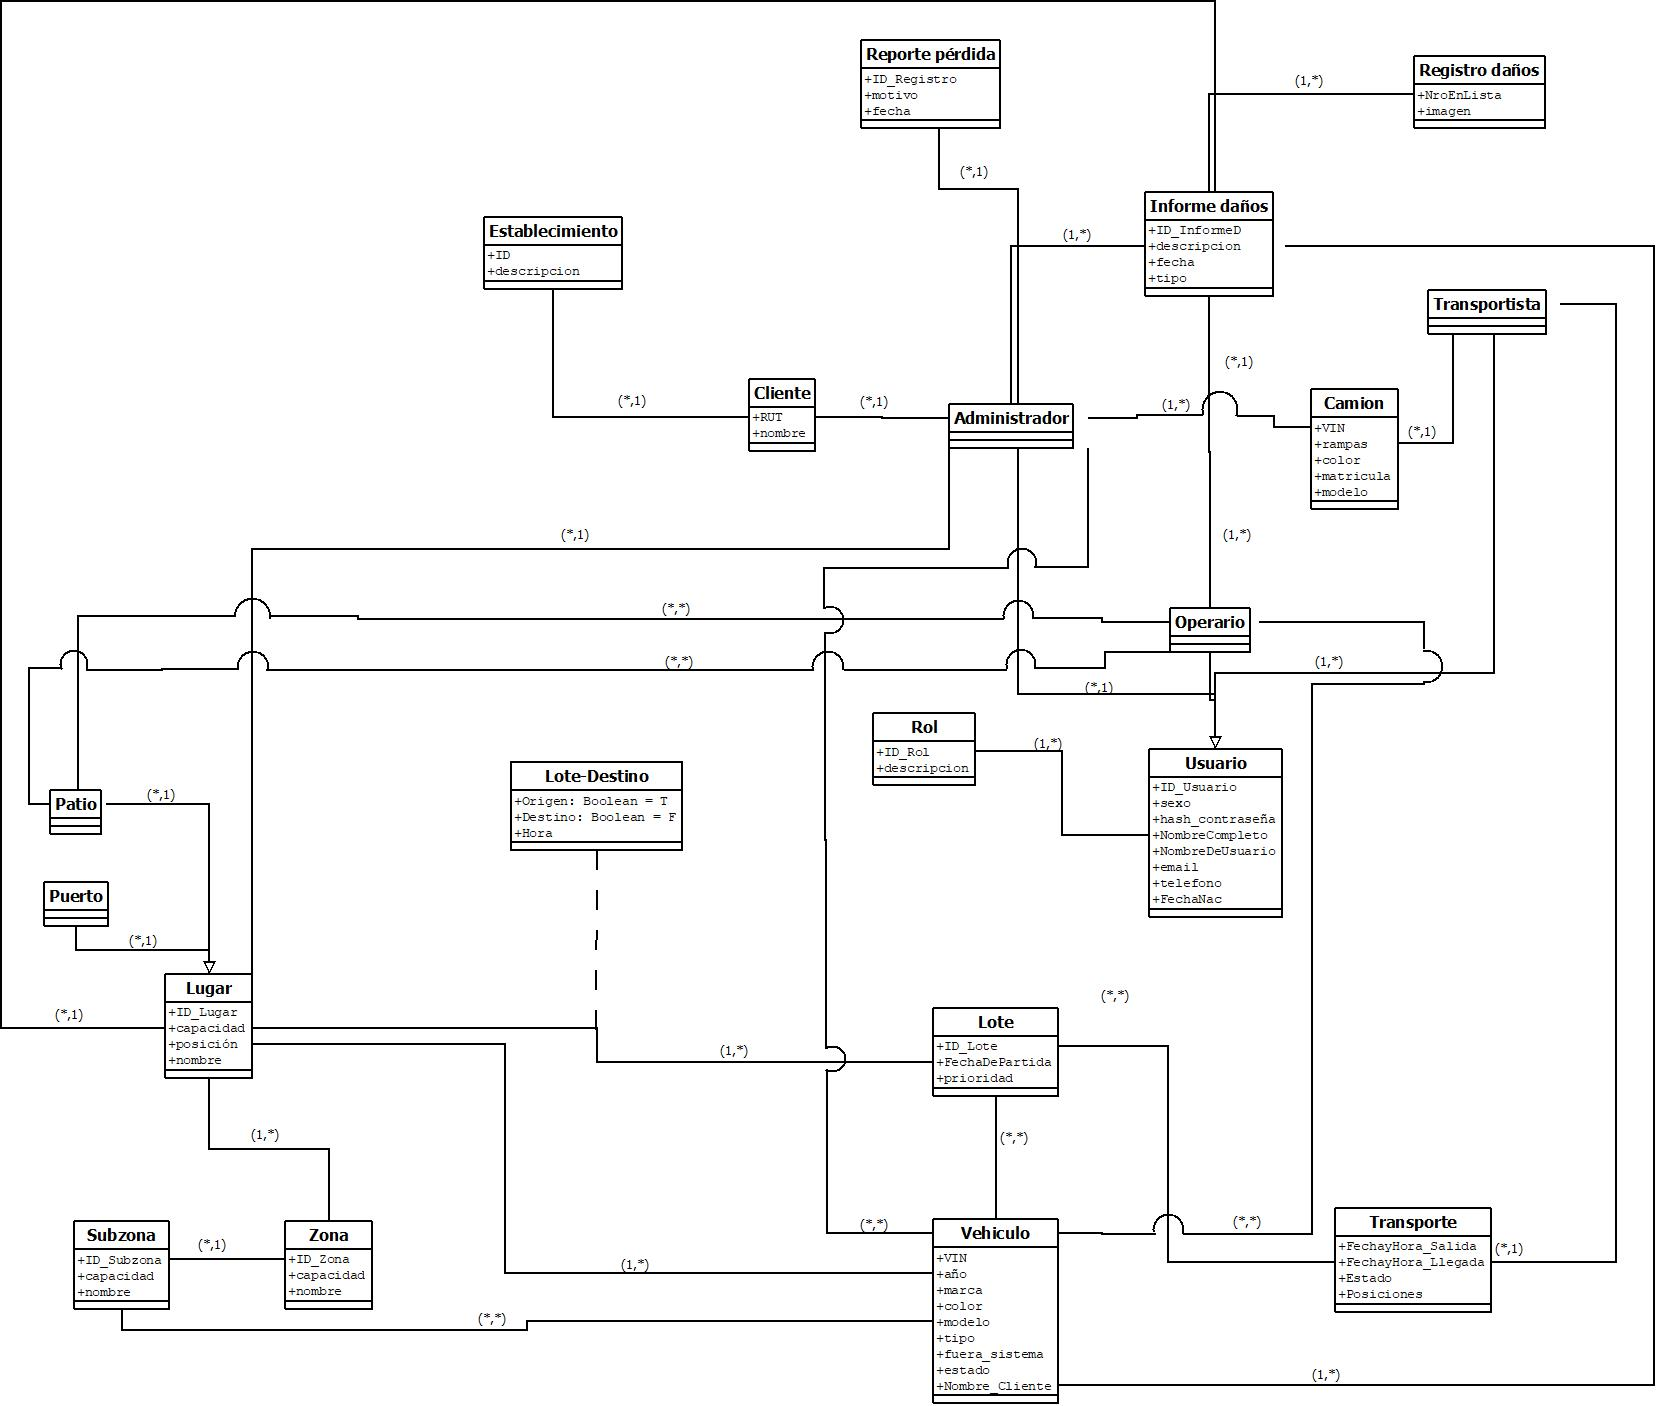 Reporte pérdida
+ID_Registro
+motivo
+fecha
(*,1)
Registro daños
+NroEnLista
+imagen
(1,*)
Informe daños
+ID_InformeD
+descripcion
+fecha
+tipo
(1,*)
(*,1)
Establecimiento
+ID
+descripcion
(*,1)
Transportista
Cliente
+RUT
+nombre
(*,1)
Administrador
(1,*)
Camion
+VIN
+rampas
+color
+matricula
+modelo
(*,1)
(*,1)
(1,*)
(*,*)
Operario
(*,*)
(1,*)
(*,1)
Rol
+ID_Rol
+descripcion
(1,*)
Usuario
+ID_Usuario
+sexo
+hash_contraseña
+NombreCompleto
+NombreDeUsuario
+email
+telefono
+FechaNac
Lote-Destino
+Origen: Boolean = T
+Destino: Boolean = F
+Hora
Patio
(*,1)
Puerto
(*,1)
Lugar
+ID_Lugar
+capacidad
+posición
+nombre
(*,1)
(1,*)
Lote
+ID_Lote
+FechaDePartida
+prioridad
(*,*)
(*,*)
(1,*)
Subzona
+ID_Subzona
+capacidad
+nombre
(*,1)
Zona
+ID_Zona
+capacidad
+nombre
(*,*)
(1,*)
(*,*)
Vehiculo
+VIN
+año
+marca
+color
+modelo
+tipo
+fuera_sistema
+estado
+Nombre_Cliente
(*,*)
Transporte
+FechayHora_Salida
+FechayHora_Llegada
+Estado
+Posiciones
(*,1)
(1,*)